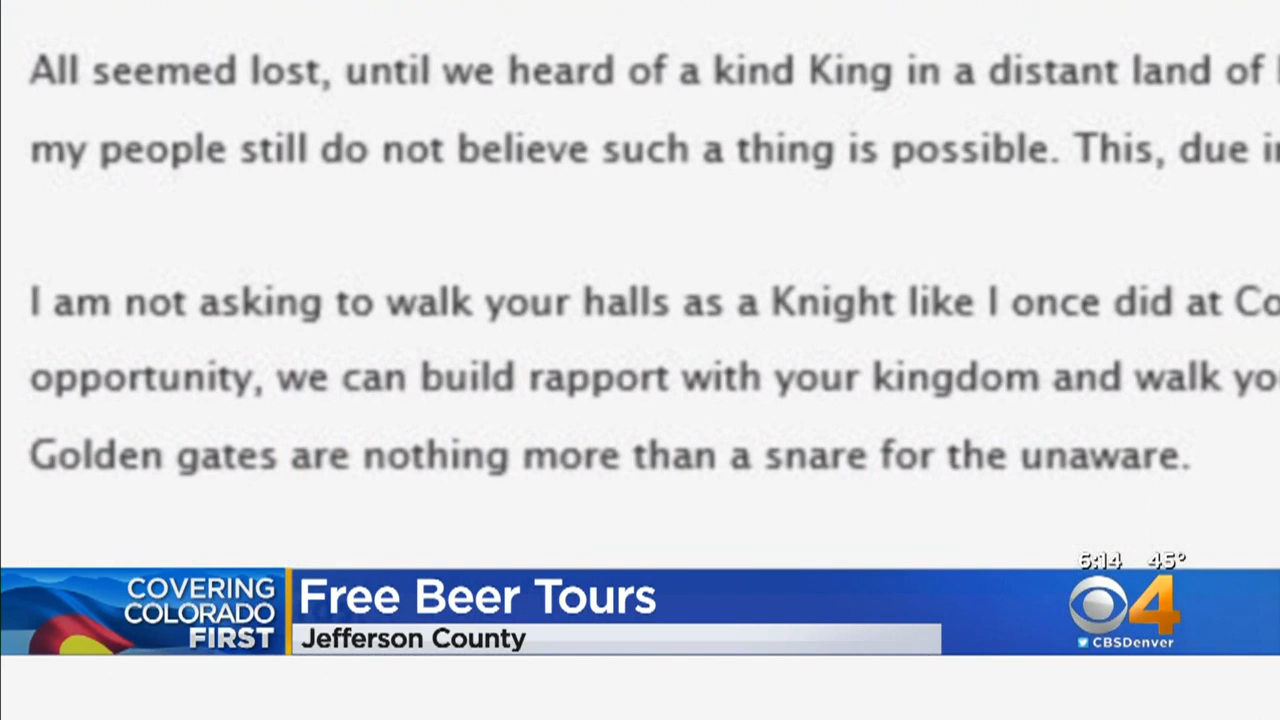 All seemed lost, until we heard of a kind King in a distant land of
my people still do not believe such a thing is possible. This, due
I am not asking to walk your halls as a Knight like I once did at
opportunity, we can build rapport with your kingdom and walk
Golden gates are nothing more than a snare for the unaware.
6:14 45°
COVERING
COLORADO
FIRST
Free Beer Tours
Jefferson County
4
CBSDenver